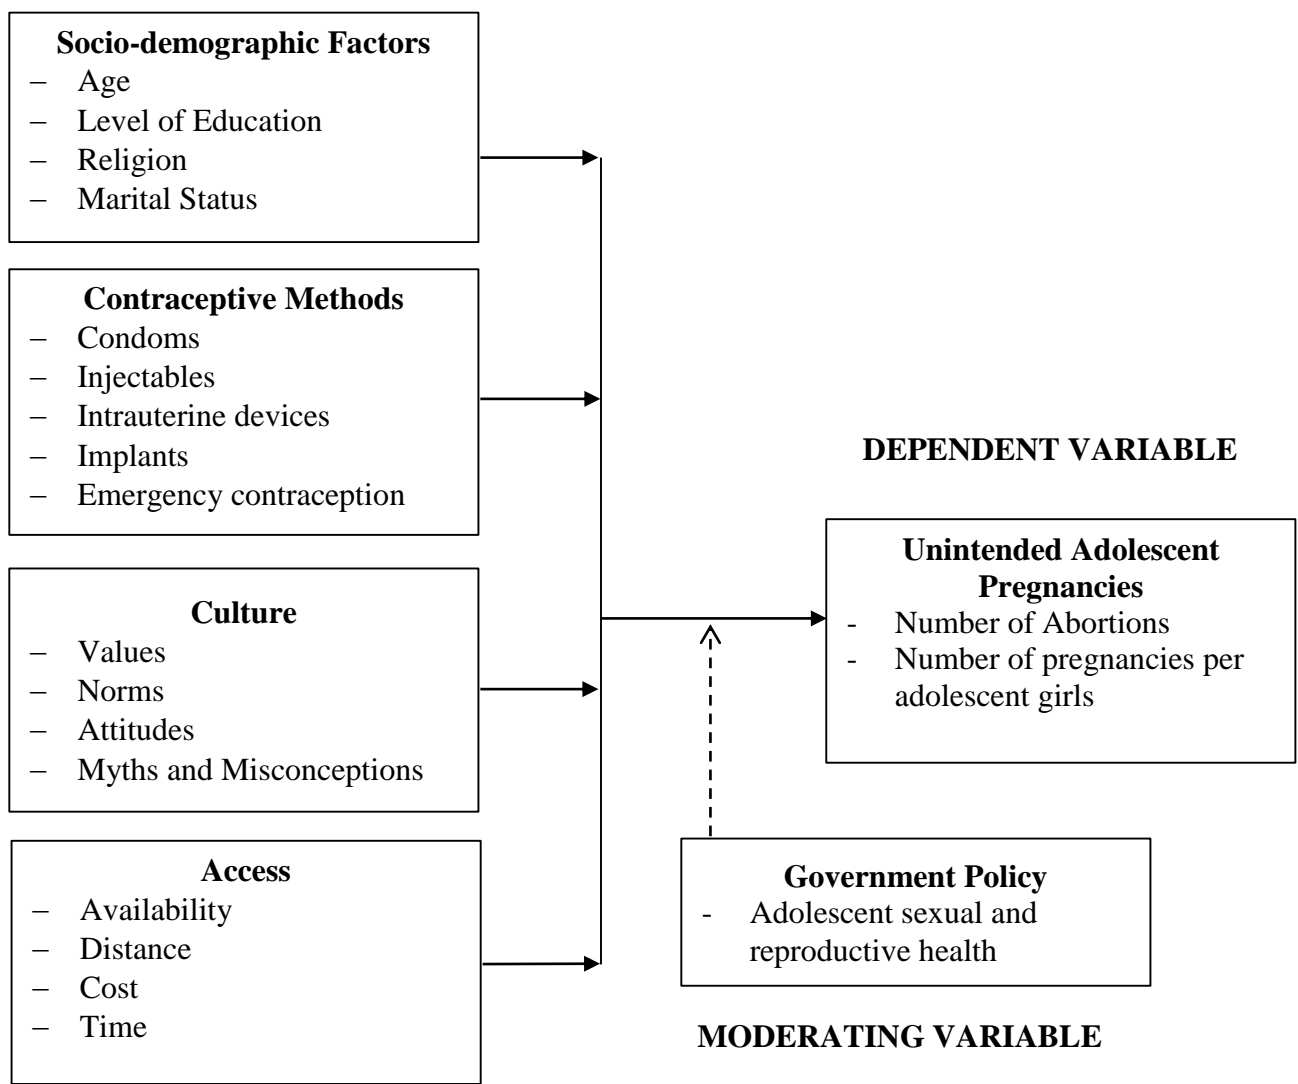 Socio-demographic Factors
– Age
– Level of Education
– Religion
– Marital Status
Contraceptive Methods
– Condoms
– Injectables
– Intrauterine devices
– Implants
– Emergency contraception
Culture
– Values
– Norms
– Attitudes
– Myths and Misconceptions
Access
– Availability
– Distance
– Cost
– Time
DEPENDENT VARIABLE
Unintended Adolescent
Pregnancies
- Number of Abortions
- Number of pregnancies per
adolescent girls
Government Policy
- Adolescent sexual and
reproductive health
MODERATING VARIABLE